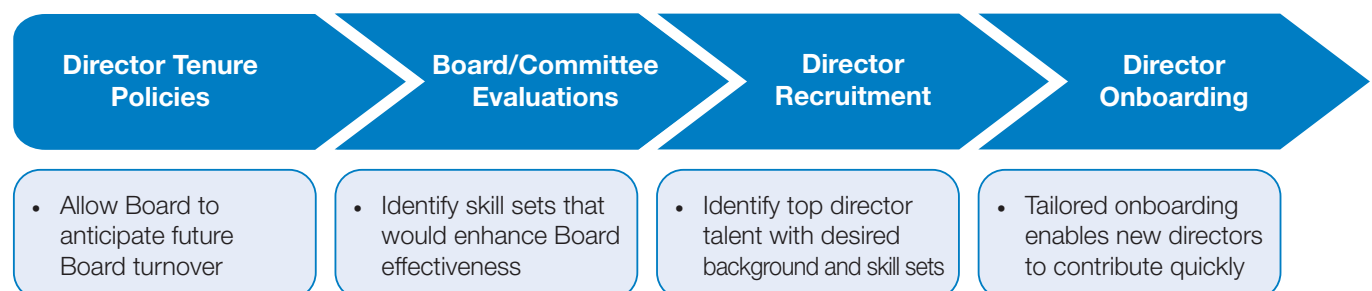 Director Tenure
Policies
Board/Committee
Evaluations
Director
Recruitment
Director
Onboarding
• Allow Board to
anticipate future
Board turnover
• Identify skill sets that
would enhance Board
effectiveness
• Identify top director
talent with desired
background and skill sets
• Tailored onboarding
enables new directors
to contribute quickly